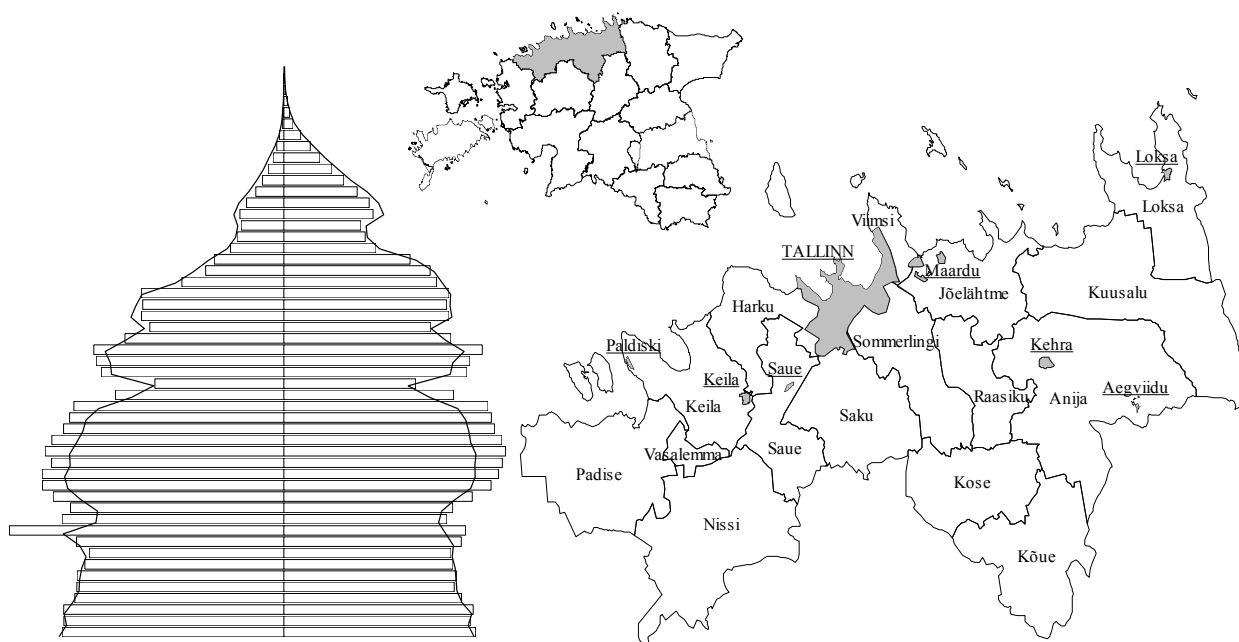 Loksa
Loksa
Viimsi
TALLINN
Maardu
Jõelähtme
Kuusalu
Harku
Sommerlingi
Paldiski
Kehra
Saue
Keila
Aegviidu
Keila
Raasiku
Anija
Saku
Vasalemma
Saue
Padise
Kose
Nissi
Kõue